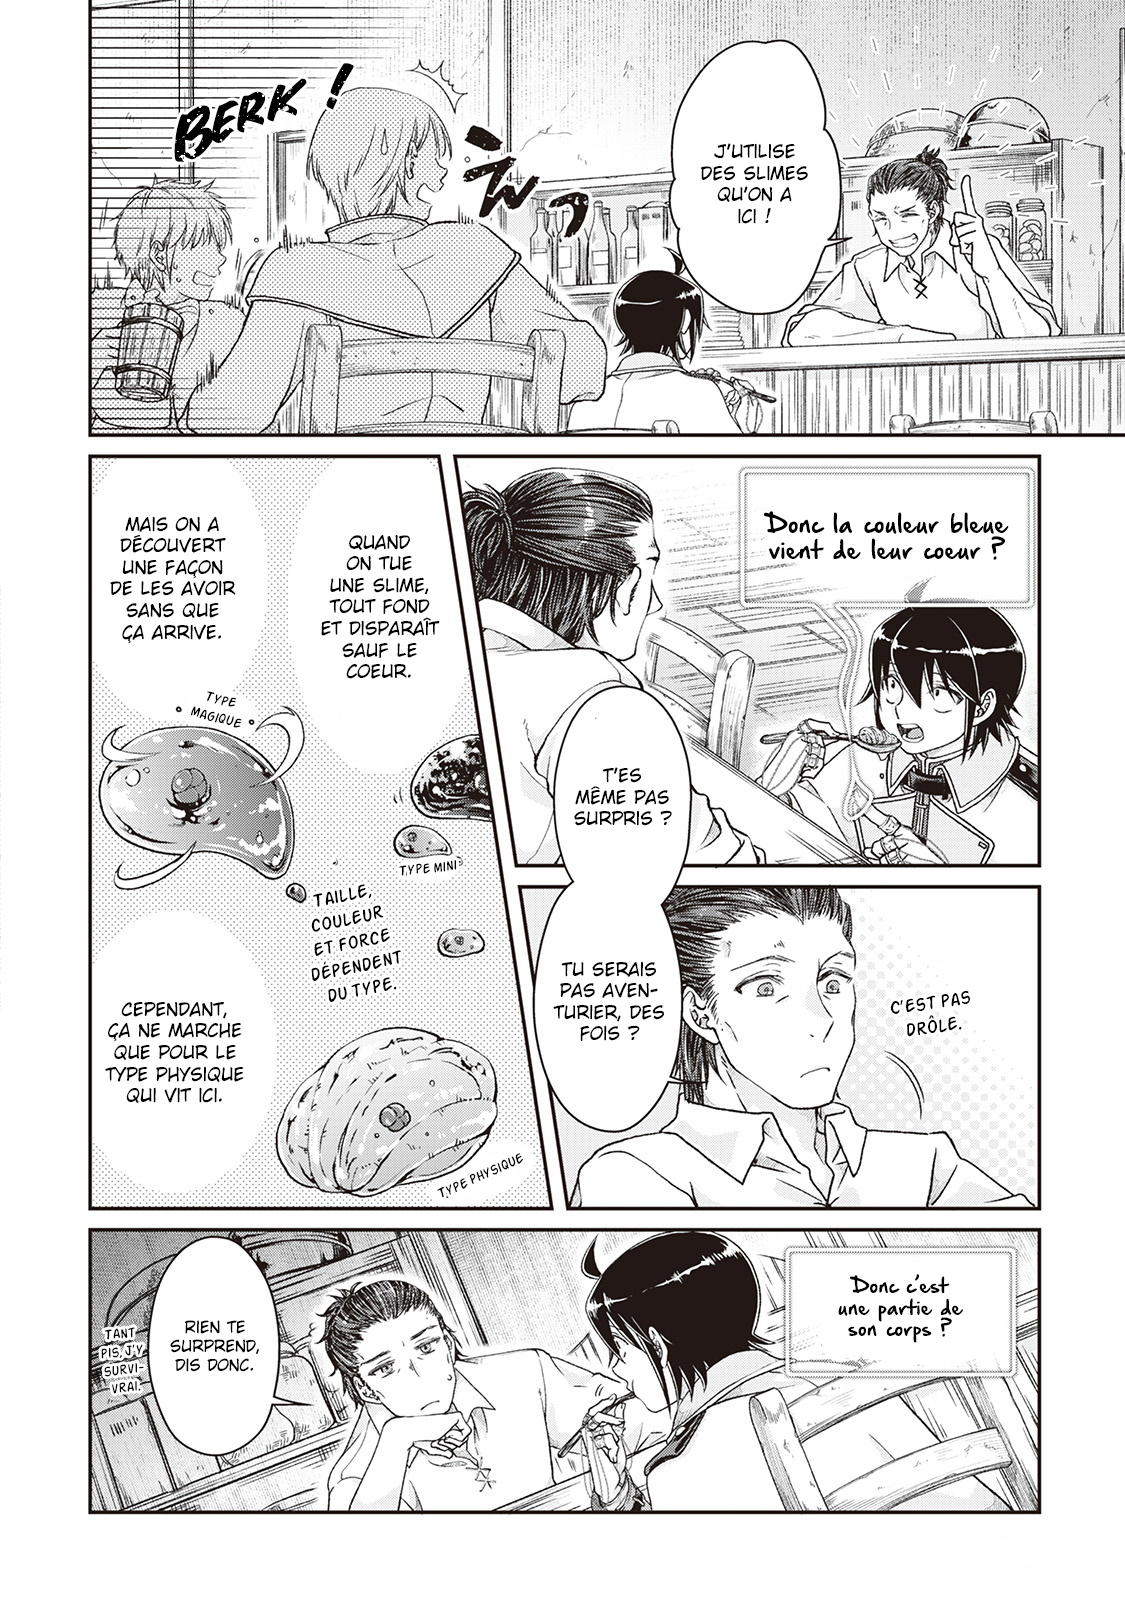 J'UTILISE
DES SLIMES
QU'ON A
ICI !
BERK !
えっ
Donc la couleur bleue
vient de leur coeur ?
T'ES
MÊME PAS
SURPRIS ?
TU SERAIS
PAS AVEN-
TURIER, DES
FOIS ?
C'EST PAS
DRÔLE.
QUAND
ON TUE
UNE SLIME,
TOUT FOND
ET DISPARAÎT
SAUF LE
COEUR.
MAIS ON A
DÉCOUVERT
UNE FAÇON
DE LES AVOIR
SANS QUE
ÇA ARRIVE.
TYPE
MAGIQUE
TYPE MINI
TAILLE,
COULEUR
ET FORCE
DÉPENDENT
DU TYPE.
CEPENDANT,
ÇA NE MARCHE
QUE POUR LE
TYPE PHYSIQUE
QUI VIT ICI.
TYPE PHYSIQUE
Donc c'est
une partie de
son corps ?
RIEN TE
SURPREND,
DIS DONC.
TANT
PIS, J'Y
SURVI-
VRAI.